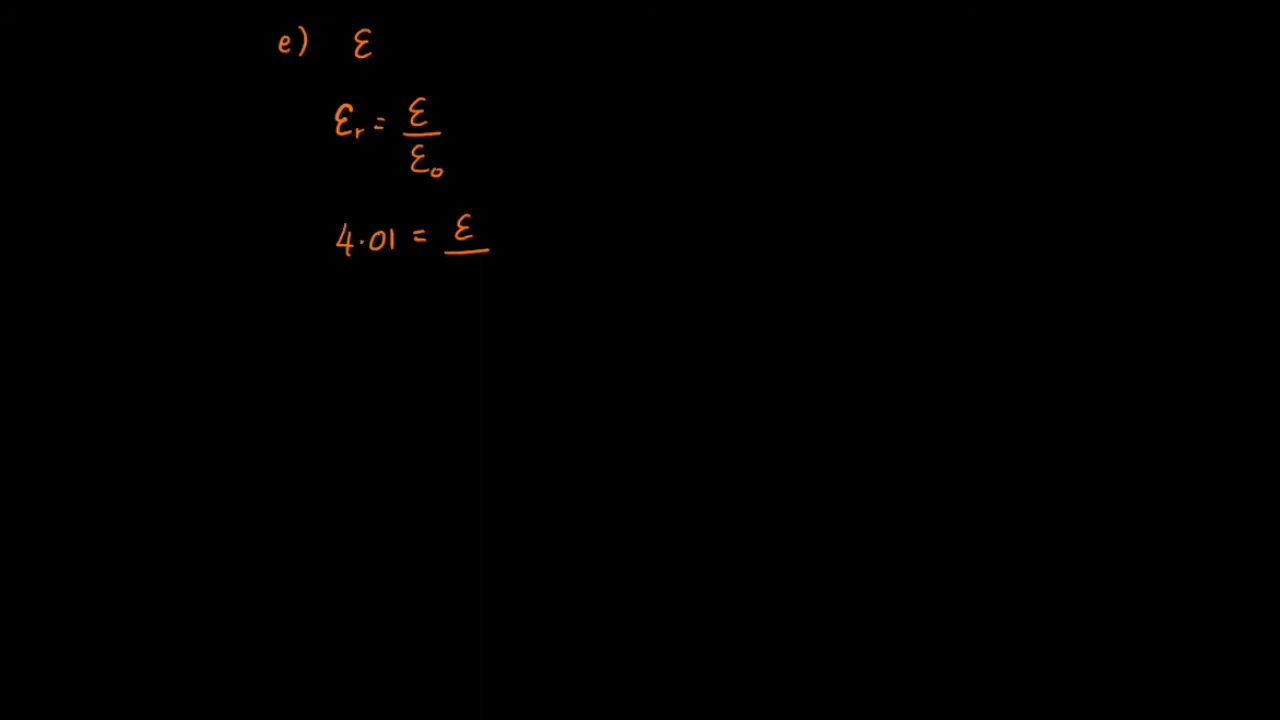 e) ε
εr = ε / ε0
4·01 = ε /